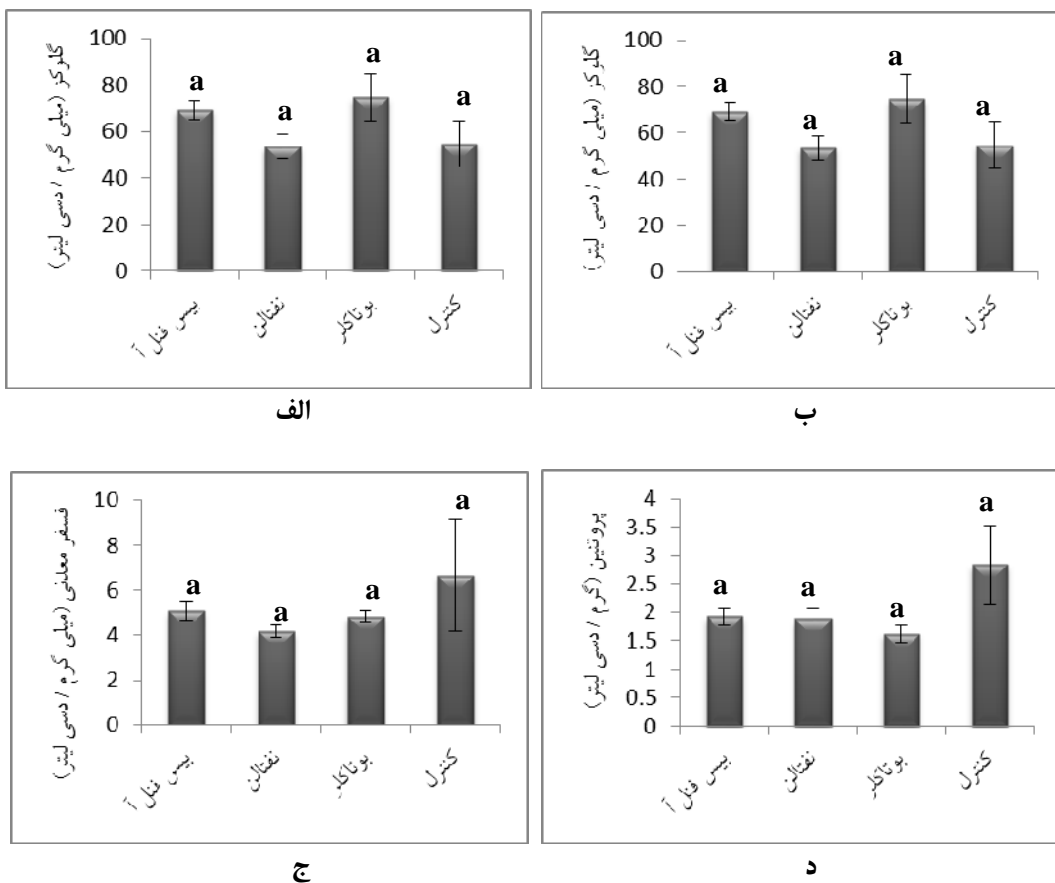 گلوکز (میلی گرم / دسی لیتر)
100
80
60
40
20
0
a
a
a
a
بیس فنل آ
نفتالن
بوتاکلر
کنترل
الف
گلوکز (میلی گرم / دسی لیتر)
100
80
60
40
20
0
a
a
a
a
بیس فنل آ
نفتالن
بوتاکلر
کنترل
ب
فسفر معدنی (میلی گرم / دسی لیتر)
10
8
6
4
2
0
a
a
a
a
بیس فنل آ
نفتالن
بوتاکلر
کنترل
ج
پروتئین (گرم / دسی لیتر)
4
3.5
3
2.5
2
1.5
1
0.5
0
a
a
a
a
بیس فنل آ
نفتالن
بوتاکلر
کنترل
د